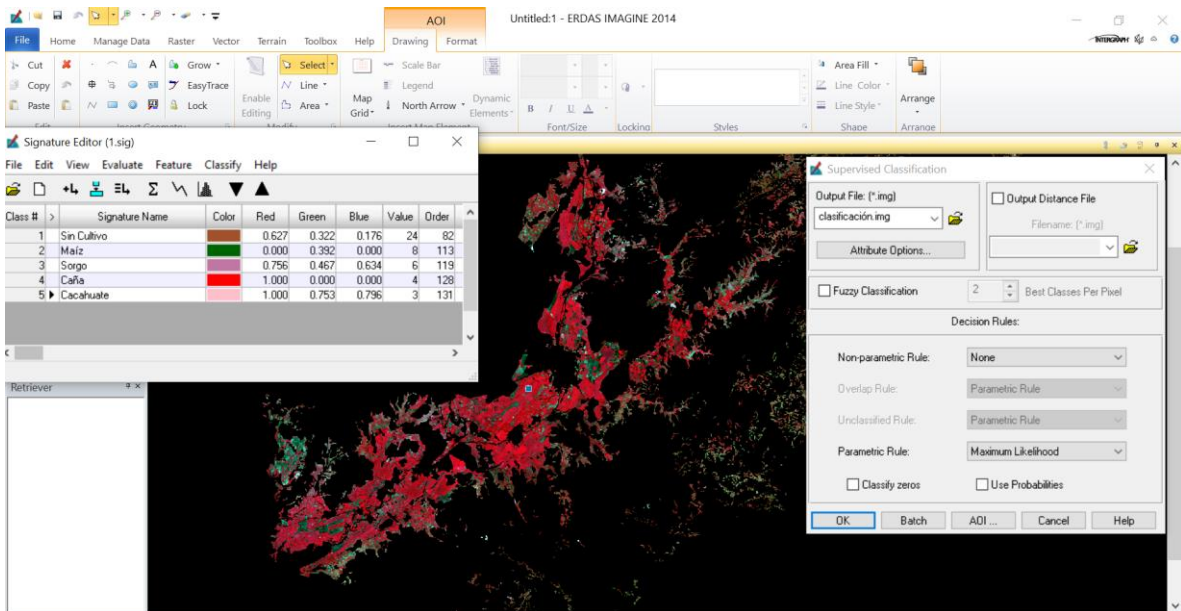 AOI
Untitled:1 - ERDAS IMAGINE 2014
File Home Manage Data Raster Vector Terrain Toolbox Help Drawing Format
INTERGRAPH
Cut
Copy
Paste
Edit
A
Grow
EasyTrace
Lock
Insert Geometry
Enable Editing
Select
Line
Area
Modify
Map Grid
Scale Bar
Legend
North Arrow
Dynamic Elements
Insert Map Element
B I U A
Font/Size
Locking
Styles
Area Fill
Line Color
Line Style
Shape
Arrange
Arrange
Signature Editor (1.sig)
File Edit View Evaluate Feature Classify Help
Class # > Signature Name Color Red Green Blue Value Order
1 Sin Cultivo 0.627 0.322 0.176 24 82
2 Maíz 0.000 0.392 0.000 8 113
3 Sorgo 0.756 0.467 0.634 6 119
4 Caña 1.000 0.000 0.000 4 128
5 Cacahuate 1.000 0.753 0.796 3 131
Retriever
Supervised Classification
Output File: (*.img)
clasificación.img
Attribute Options...
Output Distance File
Filename: (*.img)
Fuzzy Classification 2 Best Classes Per Pixel
Decision Rules:
Non-parametric Rule: None
Overlap Rule: Parametric Rule
Unclassified Rule: Parametric Rule
Parametric Rule: Maximum Likelihood
Classify zeros Use Probabilities
OK Batch AOI ... Cancel Help